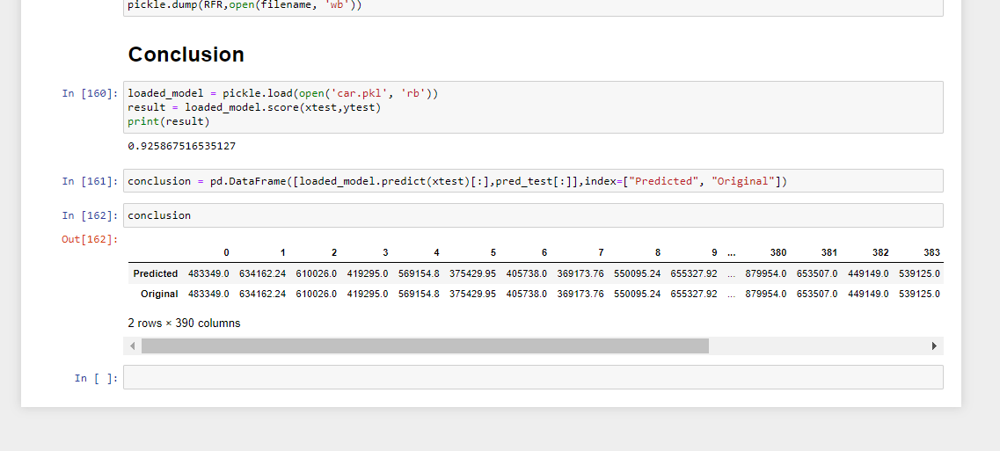 pickle.dump(RFR,open(filename, 'wb'))
Conclusion
In [160]: loaded_model = pickle.load(open('car.pkl', 'rb'))
result = loaded_model.score(xtest,ytest)
print(result)
0.925867516535127
In [161]: conclusion = pd.DataFrame([loaded_model.predict(xtest)[:],pred_test[:]],index=["Predicted", "Original"])
In [162]: conclusion
Out[162]:
0 1 2 3 4 5 6 7 8 9 ... 380 381 382 383
Predicted 483349.0 634162.24 610026.0 419295.0 569154.8 375429.95 405738.0 369173.76 550095.24 655327.92 ... 879954.0 653507.0 449149.0 539125.0
Original 483349.0 634162.24 610026.0 419295.0 569154.8 375429.95 405738.0 369173.76 550095.24 655327.92 ... 879954.0 653507.0 449149.0 539125.0
2 rows × 390 columns
In [ ]: